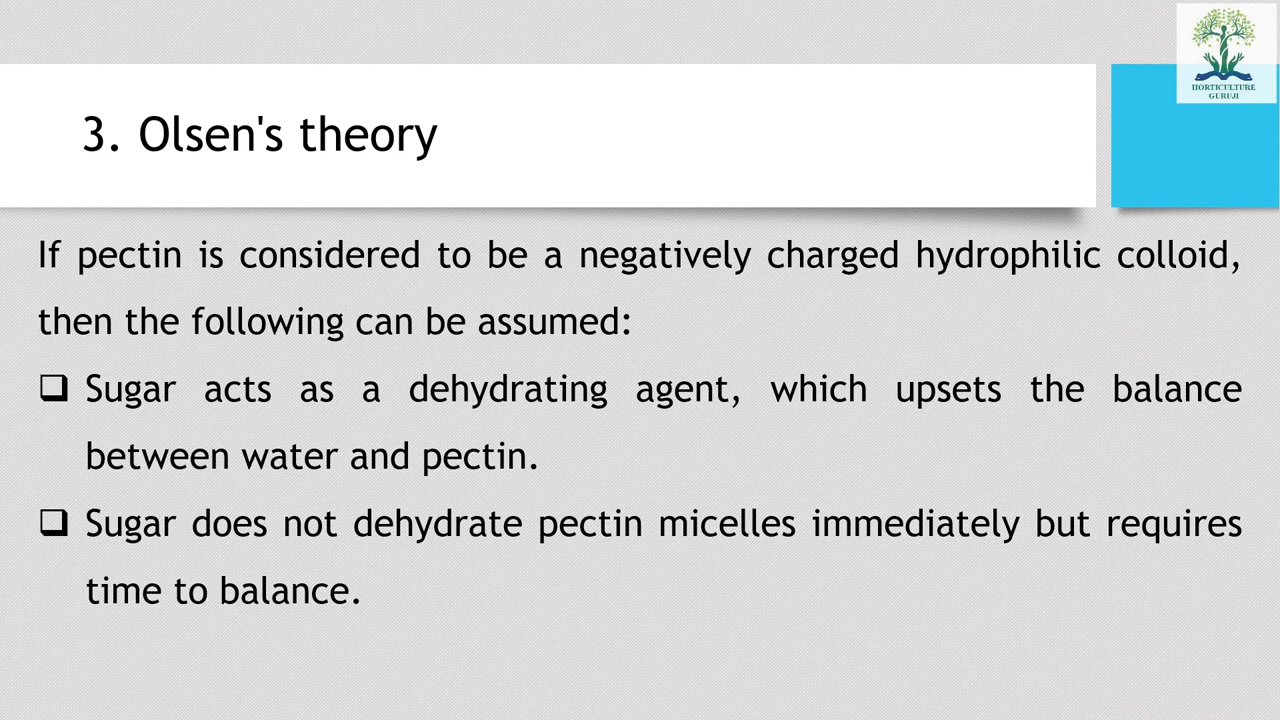 HORTICULTURE
GURUJI
3. Olsen's theory
If pectin is considered to be a negatively charged hydrophilic colloid,
then the following can be assumed:
❑ Sugar acts as a dehydrating agent, which upsets the balance
between water and pectin.
❑ Sugar does not dehydrate pectin micelles immediately but requires
time to balance.